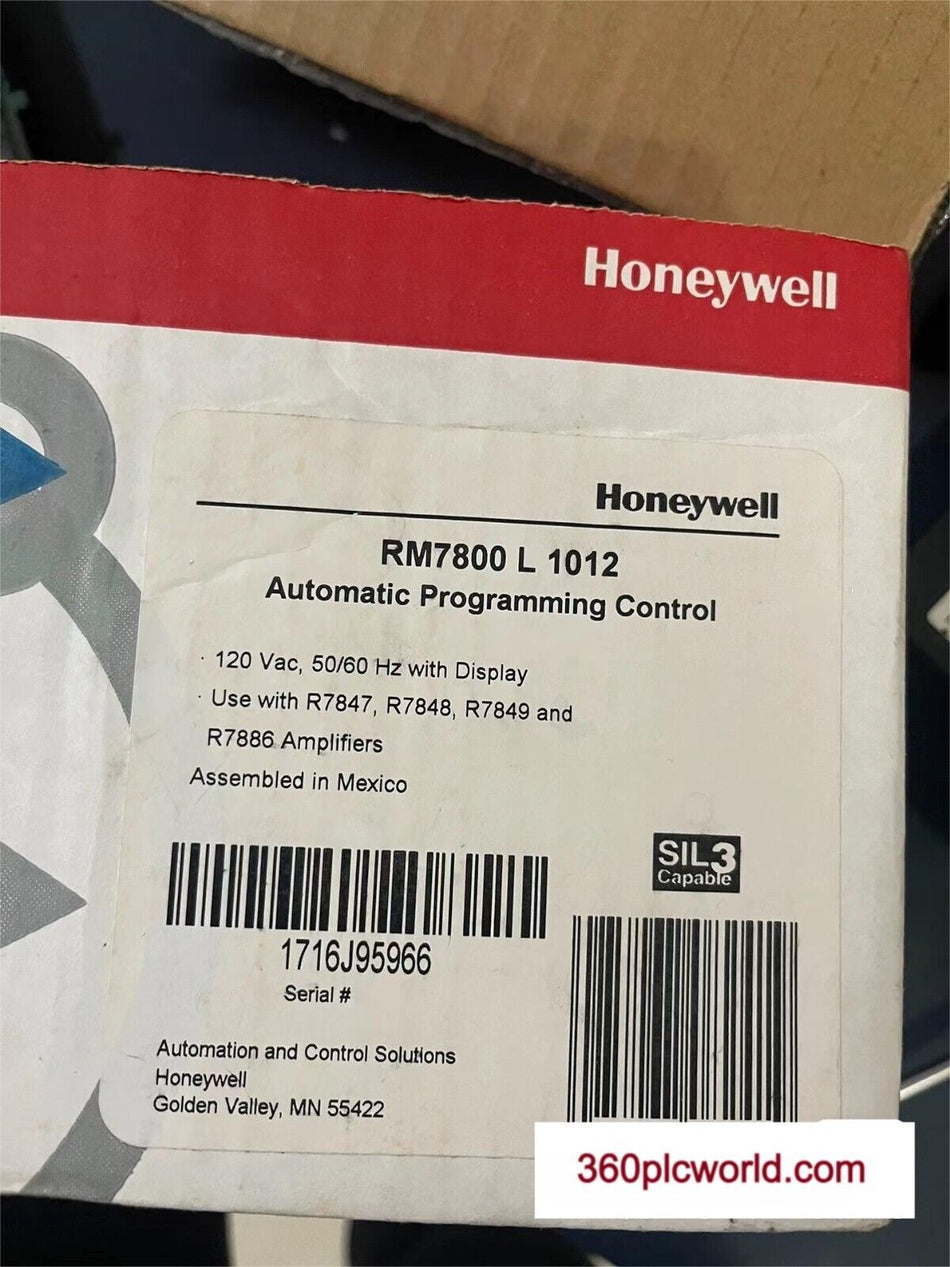 Honeywell
Honeywell
RM7800 L 1012
Automatic Programming Control
· 120 Vac, 50/60 Hz with Display
· Use with R7847, R7848, R7849 and
R7886 Amplifiers
Assembled in Mexico
SIL3
Capable
1716J95966
Serial #
Automation and Control Solutions
Honeywell
Golden Valley, MN 55422
360plcworld.com